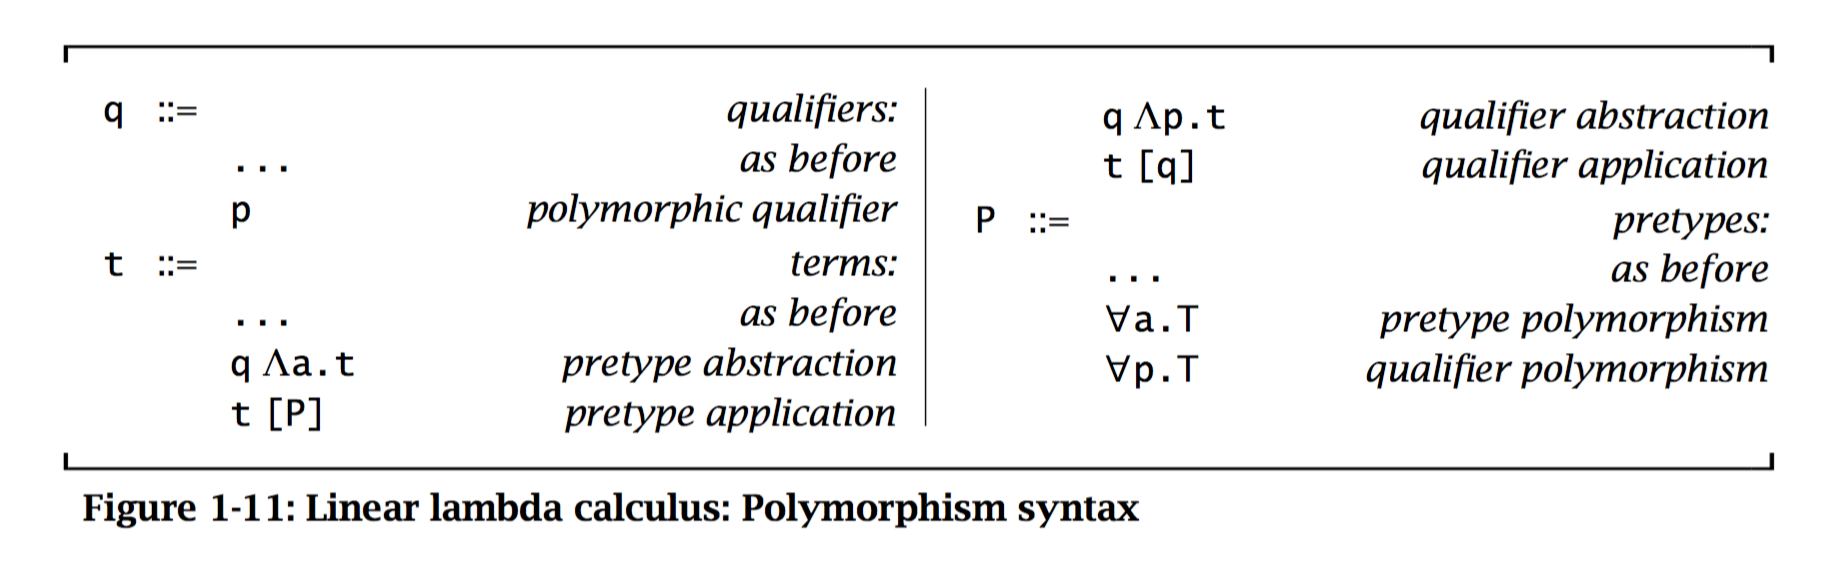 q ::= qualifiers:
... as before
p polymorphic qualifier
t ::= terms:
... as before
q Λa.t pretype abstraction
t [P] pretype application
q Λp.t qualifier abstraction
t [q] qualifier application
P ::= pretypes:
... as before
∀a.T pretype polymorphism
∀p.T qualifier polymorphism
Figure 1-11: Linear lambda calculus: Polymorphism syntax